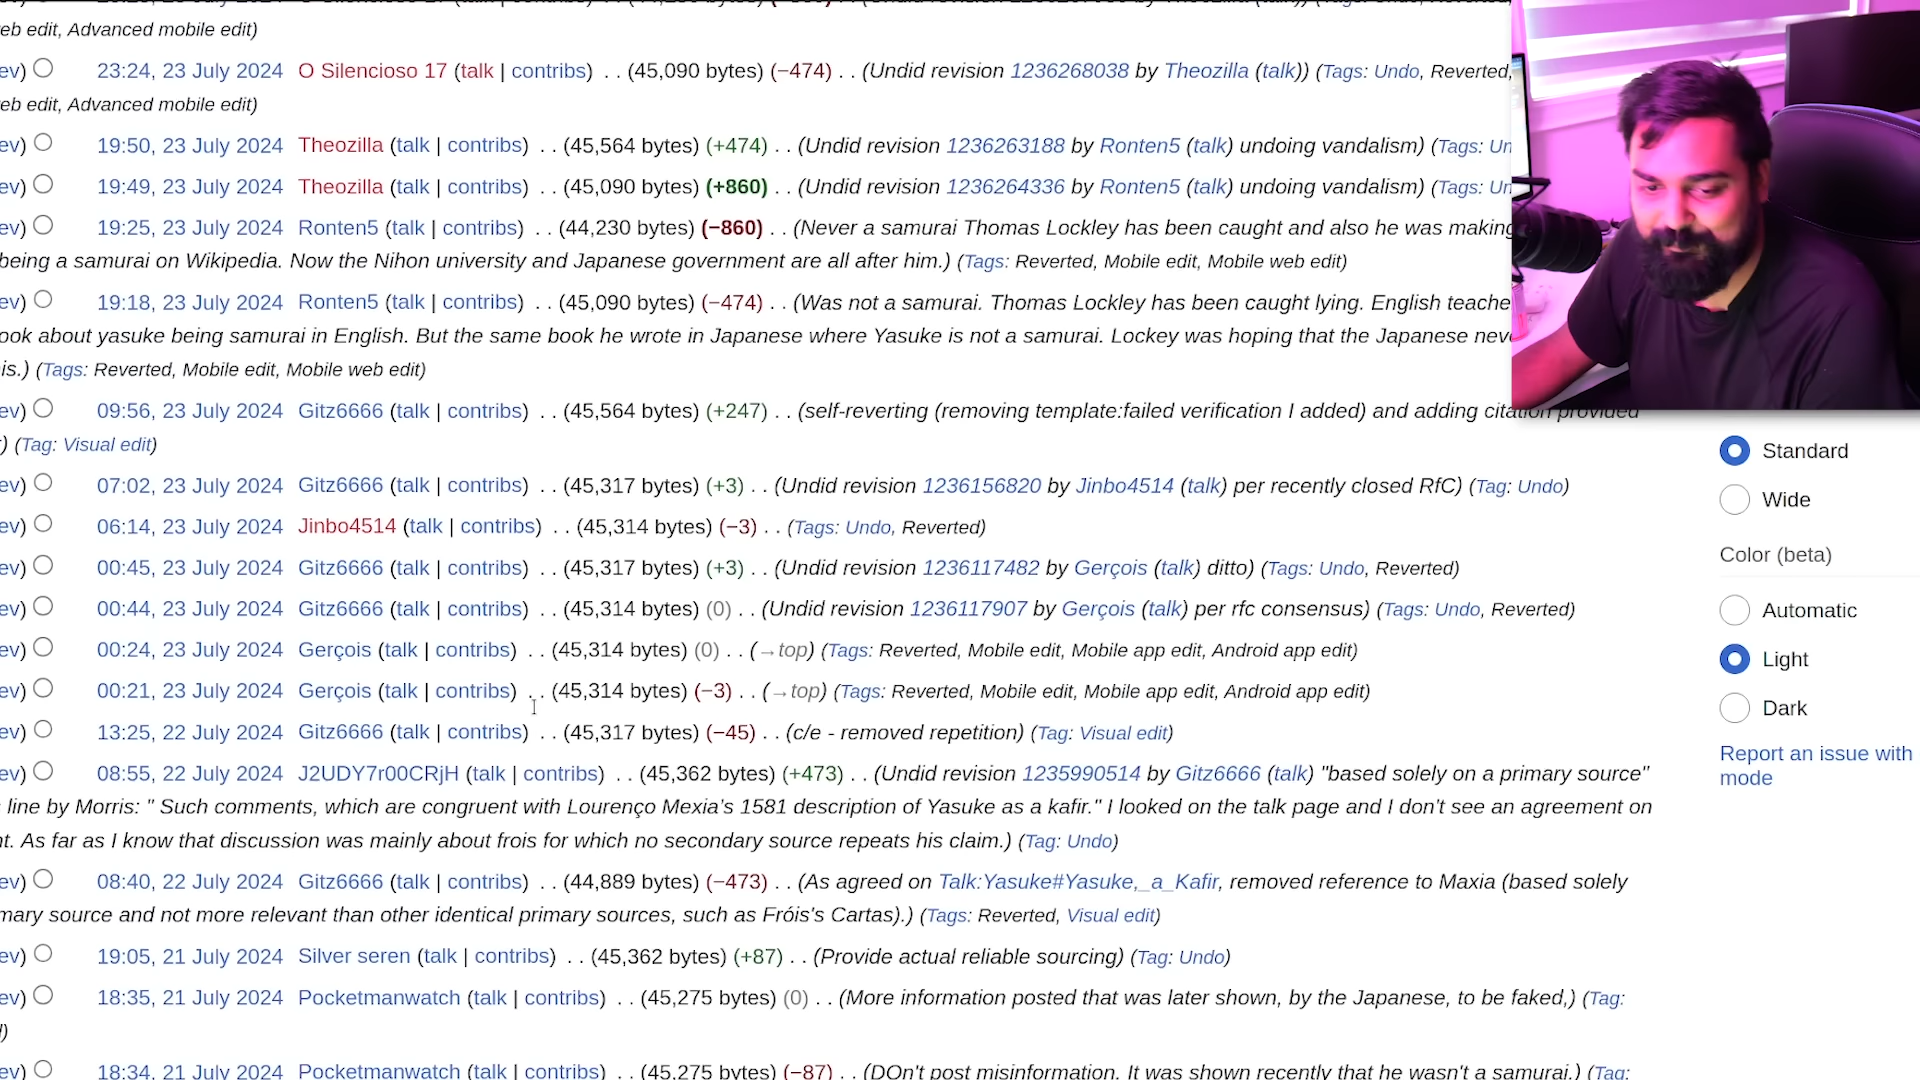 eb edit, Advanced mobile edit)
ev) 23:24, 23 July 2024 O Silencioso 17 (talk | contribs) . . (45,090 bytes) (−474) . . (Undid revision 1236268038 by Theozilla (talk)) (Tags: Undo, Reverted,
eb edit, Advanced mobile edit)
ev) 19:50, 23 July 2024 Theozilla (talk | contribs) . . (45,564 bytes) (+474) . . (Undid revision 1236263188 by Ronten5 (talk) undoing vandalism) (Tags: Un
ev) 19:49, 23 July 2024 Theozilla (talk | contribs) . . (45,090 bytes) (+860) . . (Undid revision 1236264336 by Ronten5 (talk) undoing vandalism) (Tags: Un
ev) 19:25, 23 July 2024 Ronten5 (talk | contribs) . . (44,230 bytes) (−860) . . (Never a samurai Thomas Lockley has been caught and also he was making
being a samurai on Wikipedia. Now the Nihon university and Japanese government are all after him.) (Tags: Reverted, Mobile edit, Mobile web edit)
ev) 19:18, 23 July 2024 Ronten5 (talk | contribs) . . (45,090 bytes) (−474) . . (Was not a samurai. Thomas Lockley has been caught lying. English teache
ook about yasuke being samurai in English. But the same book he wrote in Japanese where Yasuke is not a samurai. Lockey was hoping that the Japanese neve
is.) (Tags: Reverted, Mobile edit, Mobile web edit)
ev) 09:56, 23 July 2024 Gitz6666 (talk | contribs) . . (45,564 bytes) (+247) . . (self-reverting (removing template:failed verification I added) and adding citation provided
) (Tag: Visual edit)
ev) 07:02, 23 July 2024 Gitz6666 (talk | contribs) . . (45,317 bytes) (+3) . . (Undid revision 1236156820 by Jinbo4514 (talk) per recently closed RfC) (Tag: Undo)
ev) 06:14, 23 July 2024 Jinbo4514 (talk | contribs) . . (45,314 bytes) (−3) . . (Tags: Undo, Reverted)
ev) 00:45, 23 July 2024 Gitz6666 (talk | contribs) . . (45,317 bytes) (+3) . . (Undid revision 1236117482 by Gerçois (talk) ditto) (Tags: Undo, Reverted)
ev) 00:44, 23 July 2024 Gitz6666 (talk | contribs) . . (45,314 bytes) (0) . . (Undid revision 1236117907 by Gerçois (talk) per rfc consensus) (Tags: Undo, Reverted)
ev) 00:24, 23 July 2024 Gerçois (talk | contribs) . . (45,314 bytes) (0) . . (→top) (Tags: Reverted, Mobile edit, Mobile app edit, Android app edit)
ev) 00:21, 23 July 2024 Gerçois (talk | contribs) . . (45,314 bytes) (−3) . . (→top) (Tags: Reverted, Mobile edit, Mobile app edit, Android app edit)
ev) 13:25, 22 July 2024 Gitz6666 (talk | contribs) . . (45,317 bytes) (−45) . . (c/e - removed repetition) (Tag: Visual edit)
ev) 08:55, 22 July 2024 J2UDY7r00CRjH (talk | contribs) . . (45,362 bytes) (+473) . . (Undid revision 1235990514 by Gitz6666 (talk) "based solely on a primary source"
line by Morris: " Such comments, which are congruent with Lourenço Mexia's 1581 description of Yasuke as a kafir." I looked on the talk page and I don't see an agreement on
t. As far as I know that discussion was mainly about frois for which no secondary source repeats his claim.) (Tag: Undo)
ev) 08:40, 22 July 2024 Gitz6666 (talk | contribs) . . (44,889 bytes) (−473) . . (As agreed on Talk:Yasuke#Yasuke,_a_Kafir, removed reference to Maxia (based solely
mary source and not more relevant than other identical primary sources, such as Fróis's Cartas).) (Tags: Reverted, Visual edit)
ev) 19:05, 21 July 2024 Silver seren (talk | contribs) . . (45,362 bytes) (+87) . . (Provide actual reliable sourcing) (Tag: Undo)
ev) 18:35, 21 July 2024 Pocketmanwatch (talk | contribs) . . (45,275 bytes) (0) . . (More information posted that was later shown, by the Japanese, to be faked,) (Tag:
)
ev) 18:34, 21 July 2024 Pocketmanwatch (talk | contribs) . . (45,275 bytes) (−87) . . (DOn't post misinformation. It was shown recently that he wasn't a samurai.) (Tag:
Standard
Wide
Color (beta)
Automatic
Light
Dark
Report an issue with
mode